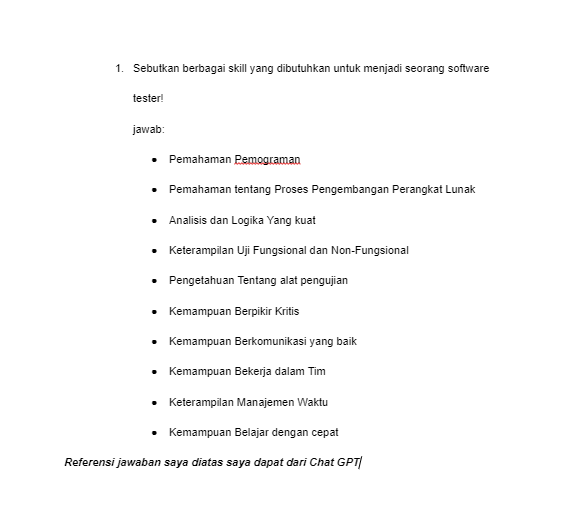 1. Sebutkan berbagai skill yang dibutuhkan untuk menjadi seorang software
tester!
jawab:
• Pemahaman Pemograman
• Pemahaman tentang Proses Pengembangan Perangkat Lunak
• Analisis dan Logika Yang kuat
• Keterampilan Uji Fungsional dan Non-Fungsional
• Pengetahuan Tentang alat pengujian
• Kemampuan Berpikir Kritis
• Kemampuan Berkomunikasi yang baik
• Kemampuan Bekerja dalam Tim
• Keterampilan Manajemen Waktu
• Kemampuan Belajar dengan cepat
Referensi jawaban saya diatas saya dapat dari Chat GPT